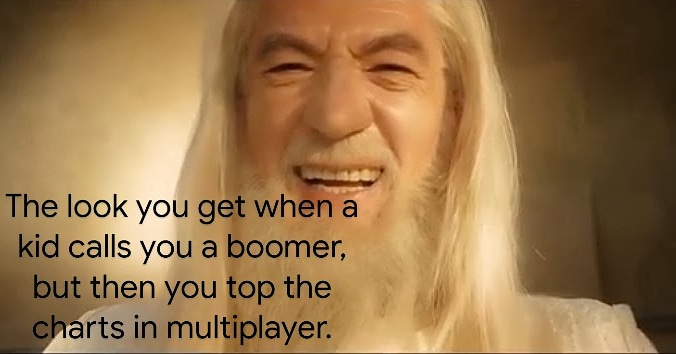 The look you get when a
kid calls you a boomer,
but then you top the
charts in multiplayer.